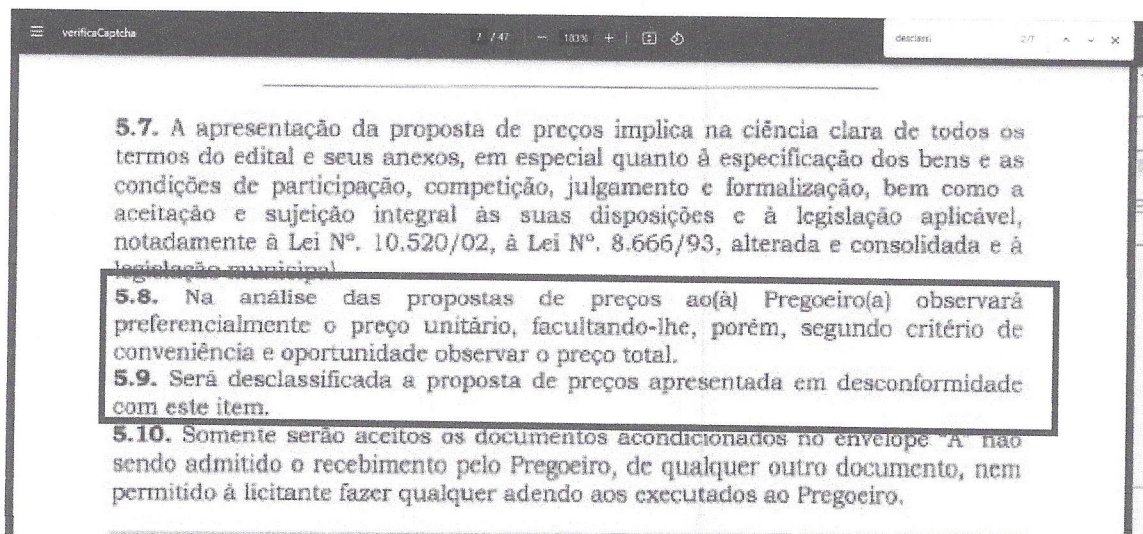 verificaCaptcha
7 / 47
103%
desclassi
2/7
5.7. A apresentação da proposta de preços implica na ciência clara de todos os
termos do edital e seus anexos, em especial quanto à especificação dos bens e as
condições de participação, competição, julgamento e formalização, bem como a
aceitação e sujeição integral às suas disposições e à legislação aplicável,
notadamente à Lei Nº. 10.520/02, à Lei Nº. 8.666/93, alterada e consolidada e à
legislação municipal.
5.8. Na análise das propostas de preços ao(à) Pregoeiro(a) observará
preferencialmente o preço unitário, facultando-lhe, porém, segundo critério de
conveniência e oportunidade observar o preço total.
5.9. Será desclassificada a proposta de preços apresentada em desconformidade
com este item.
5.10. Somente serão aceitos os documentos acondicionados no envelope "A" não
sendo admitido o recebimento pelo Pregoeiro, de qualquer outro documento, nem
permitido à licitante fazer qualquer adendo aos executados ao Pregoeiro.